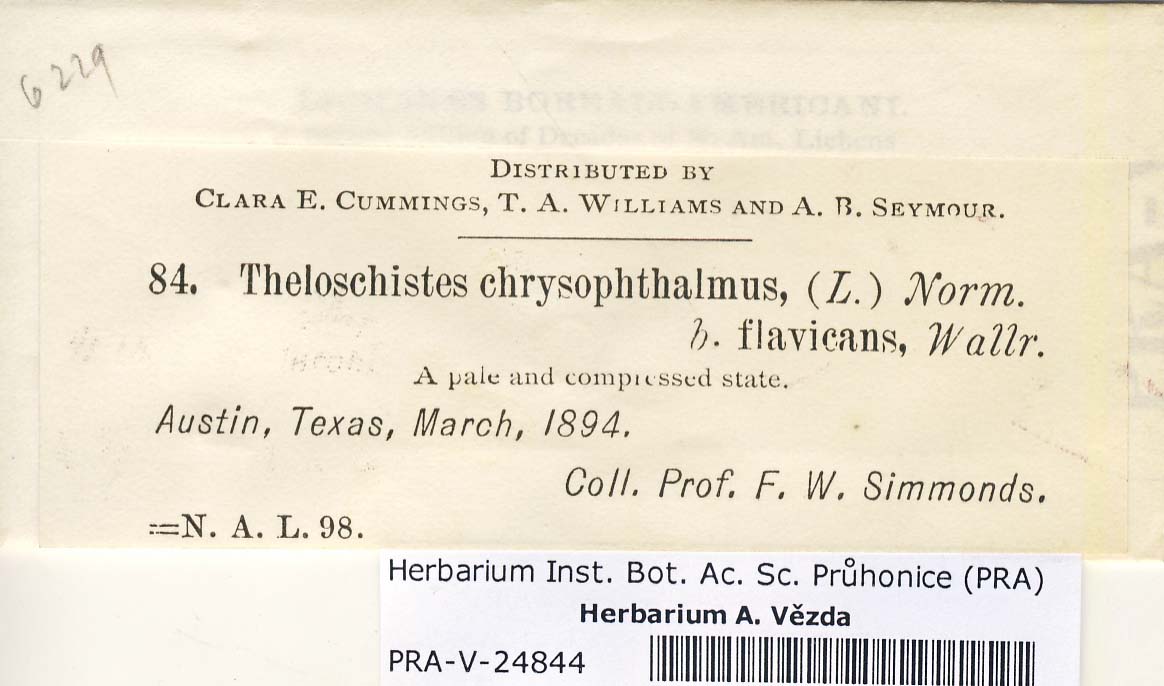 6229
DISTRIBUTED BY
CLARA E. CUMMINGS, T. A. WILLIAMS AND A. B. SEYMOUR.
84. Theloschistes chrysophthalmus, (L.) Norm.
b. flavicans, Wallr.
A pale and compressed state.
Austin, Texas, March, 1894.
Coll. Prof. F. W. Simmonds.
:=N. A. L. 98.
Herbarium Inst. Bot. Ac. Sc. Průhonice (PRA)
Herbarium A. Vězda
PRA-V-24844